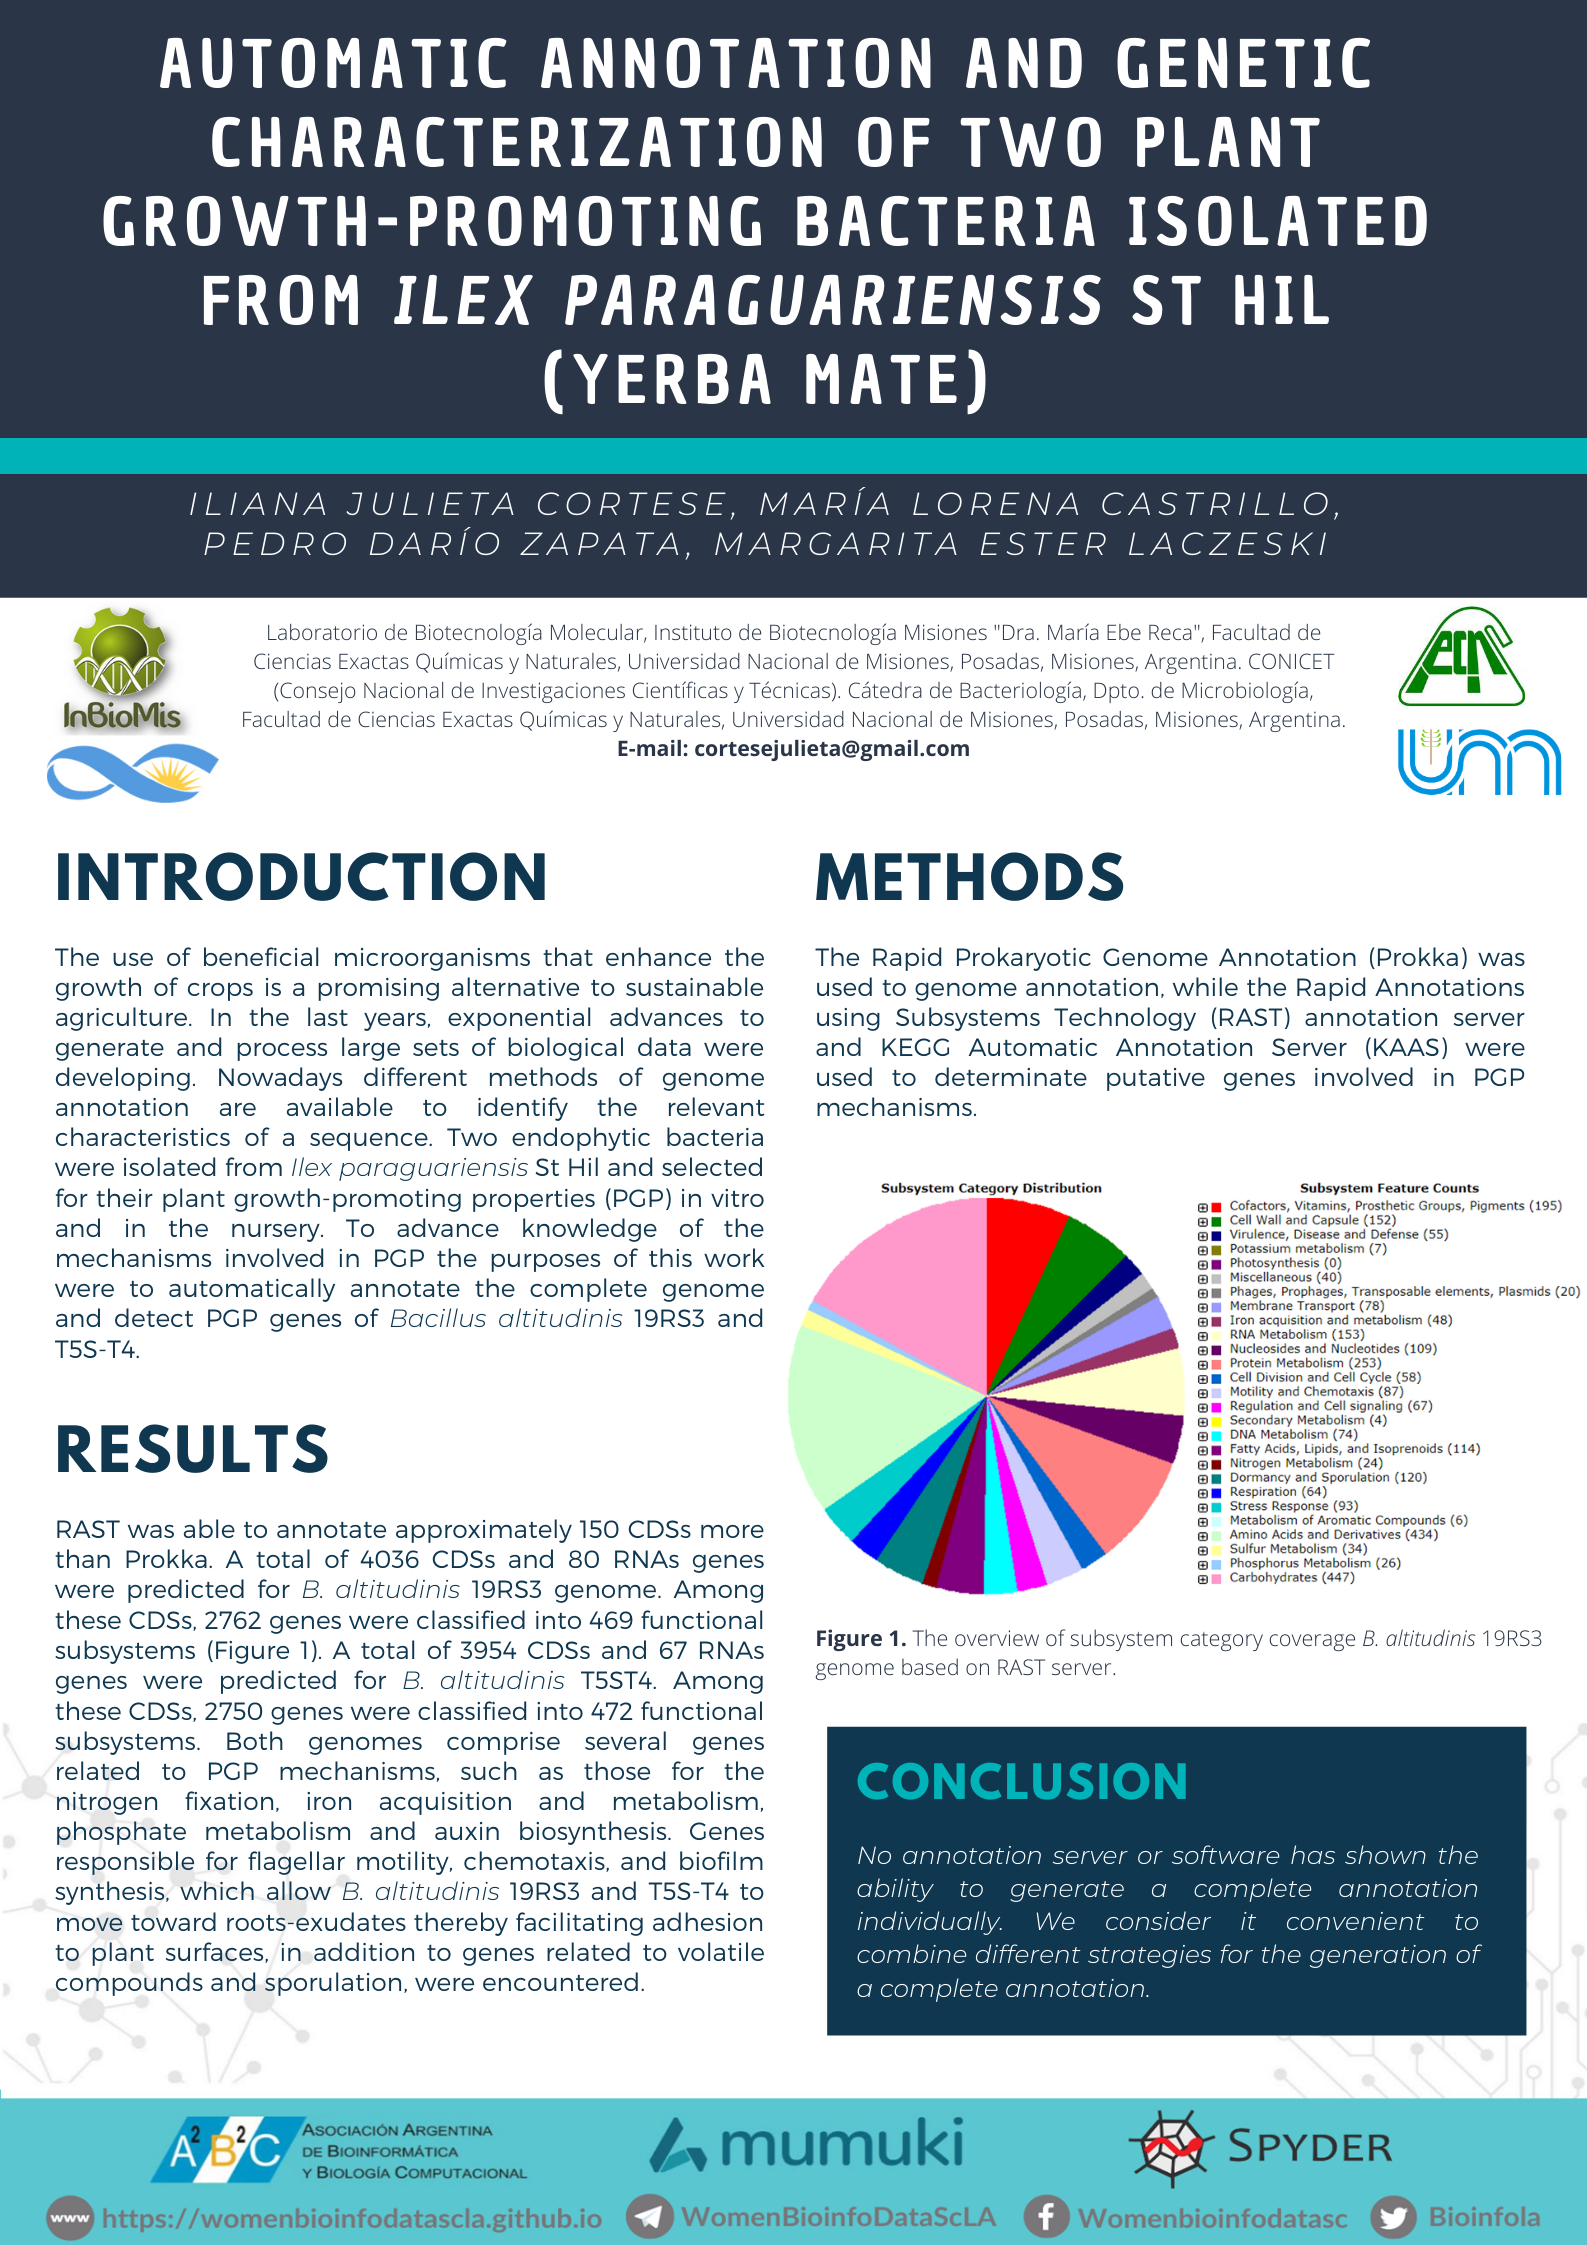 AUTOMATIC ANNOTATION AND GENETIC
CHARACTERIZATION OF TWO PLANT
GROWTH-PROMOTING BACTERIA ISOLATED
FROM ILEX PARAGUARIENSIS ST HIL
(YERBA MATE)
ILIANA JULIETA CORTESE, MARÍA LORENA CASTRILLO,
PEDRO DARÍO ZAPATA, MARGARITA ESTER LACZESKI
InBioMis
Laboratorio de Biotecnología Molecular, Instituto de Biotecnología Misiones "Dra. María Ebe Reca", Facultad de
Ciencias Exactas Químicas y Naturales, Universidad Nacional de Misiones, Posadas, Misiones, Argentina. CONICET
(Consejo Nacional de Investigaciones Científicas y Técnicas). Cátedra de Bacteriología, Dpto. de Microbiología,
Facultad de Ciencias Exactas Químicas y Naturales, Universidad Nacional de Misiones, Posadas, Misiones, Argentina.
E-mail: cortesejulieta@gmail.com
INTRODUCTION
The use of beneficial microorganisms that enhance the
growth of crops is a promising alternative to sustainable
agriculture. In the last years, exponential advances to
generate and process large sets of biological data were
developing. Nowadays different methods of genome
annotation are available to identify the relevant
characteristics of a sequence. Two endophytic bacteria
were isolated from Ilex paraguariensis St Hil and selected
for their plant growth-promoting properties (PGP) in vitro
and in the nursery. To advance knowledge of the
mechanisms involved in PGP the purposes of this work
were to automatically annotate the complete genome
and detect PGP genes of Bacillus altitudinis 19RS3 and
T5S-T4.
RESULTS
RAST was able to annotate approximately 150 CDSs more
than Prokka. A total of 4036 CDSs and 80 RNAs genes
were predicted for B. altitudinis 19RS3 genome. Among
these CDSs, 2762 genes were classified into 469 functional
subsystems (Figure 1). A total of 3954 CDSs and 67 RNAs
genes were predicted for B. altitudinis T5ST4. Among
these CDSs, 2750 genes were classified into 472 functional
subsystems. Both genomes comprise several genes
related to PGP mechanisms, such as those for the
nitrogen fixation, iron acquisition and metabolism,
phosphate metabolism and auxin biosynthesis. Genes
responsible for flagellar motility, chemotaxis, and biofilm
synthesis, which allow B. altitudinis 19RS3 and T5S-T4 to
move toward roots-exudates thereby facilitating adhesion
to plant surfaces, in addition to genes related to volatile
compounds and sporulation, were encountered.
METHODS
The Rapid Prokaryotic Genome Annotation (Prokka) was
used to genome annotation, while the Rapid Annotations
using Subsystems Technology (RAST) annotation server
and KEGG Automatic Annotation Server (KAAS) were
used to determinate putative genes involved in PGP
mechanisms.
Subsystem Category Distribution
Subsystem Feature Counts
Cofactors, Vitamins, Prosthetic Groups, Pigments (195)
Cell Wall and Capsule (152)
Virulence, Disease and Defense (55)
Potassium metabolism (7)
Photosynthesis (0)
Miscellaneous (40)
Phages, Prophages, Transposable elements, Plasmids (20)
Membrane Transport (78)
Iron acquisition and metabolism (48)
RNA Metabolism (153)
Nucleosides and Nucleotides (109)
Protein Metabolism (253)
Cell Division and Cell Cycle (58)
Motility and Chemotaxis (87)
Regulation and Cell signaling (67)
Secondary Metabolism (4)
DNA Metabolism (74)
Fatty Acids, Lipids, and Isoprenoids (114)
Nitrogen Metabolism (24)
Dormancy and Sporulation (120)
Respiration (64)
Stress Response (93)
Metabolism of Aromatic Compounds (6)
Amino Acids and Derivatives (434)
Sulfur Metabolism (34)
Phosphorus Metabolism (26)
Carbohydrates (447)
Figure 1. The overview of subsystem category coverage B. altitudinis 19RS3
genome based on RAST server.
CONCLUSION
No annotation server or software has shown the
ability to generate a complete annotation
individually. We consider it convenient to
combine different strategies for the generation of
a complete annotation.
A2B2C
ASOCIACIÓN ARGENTINA
DE BIOINFORMÁTICA
Y BIOLOGÍA COMPUTACIONAL
mumuki
SPYDER
www https://womenbioinfodatascla.github.io
WomenBioinfoDataScLA
Womenbioinfodatasc
Bioinfola